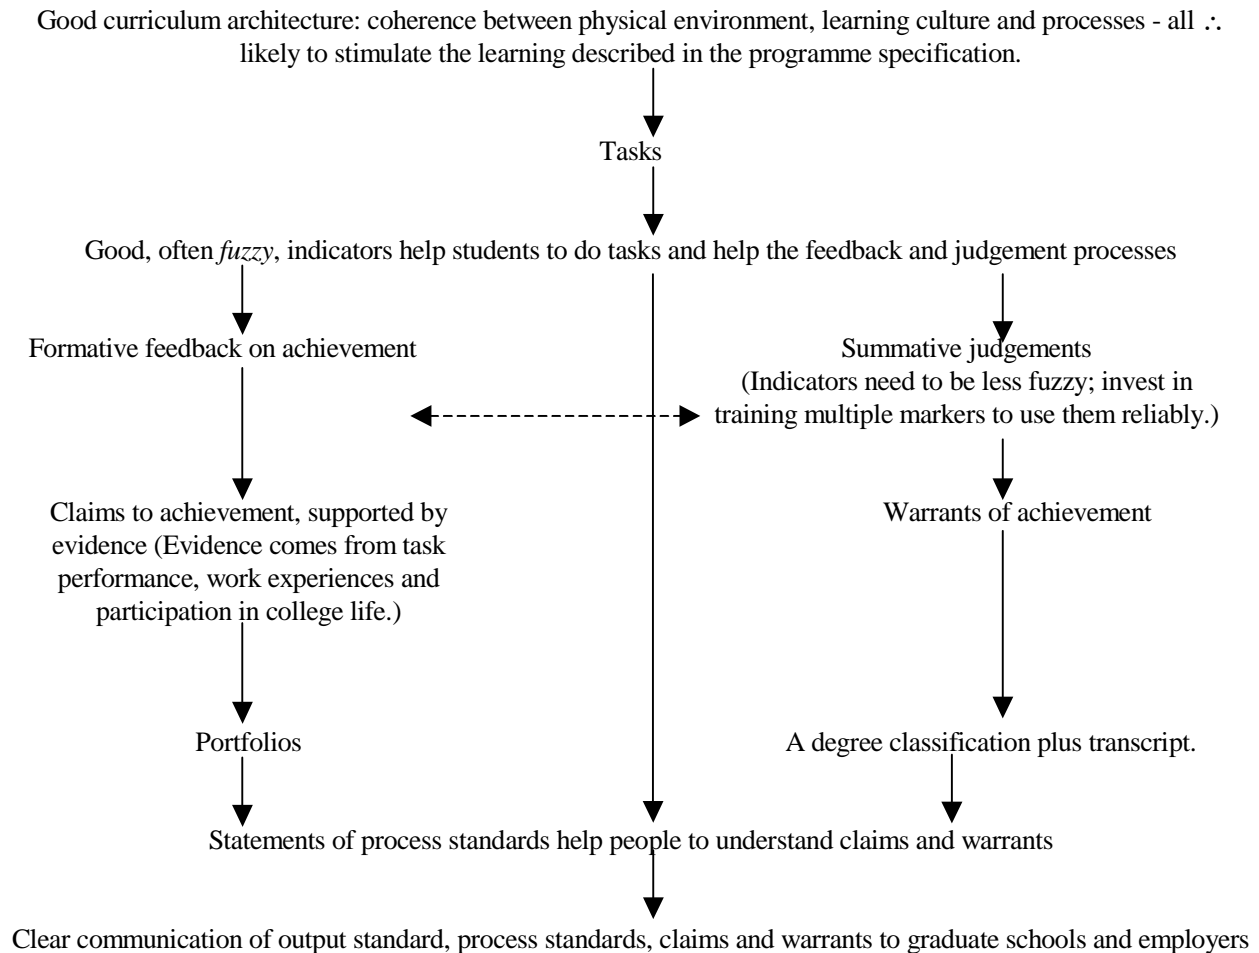 Good curriculum architecture: coherence between physical environment, learning culture and processes - all ∴
likely to stimulate the learning described in the programme specification.
Tasks
Good, often fuzzy, indicators help students to do tasks and help the feedback and judgement processes
Formative feedback on achievement
Summative judgements
(Indicators need to be less fuzzy; invest in
training multiple markers to use them reliably.)
Claims to achievement, supported by
evidence (Evidence comes from task
performance, work experiences and
participation in college life.)
Warrants of achievement
Portfolios
A degree classification plus transcript.
Statements of process standards help people to understand claims and warrants
Clear communication of output standard, process standards, claims and warrants to graduate schools and employers